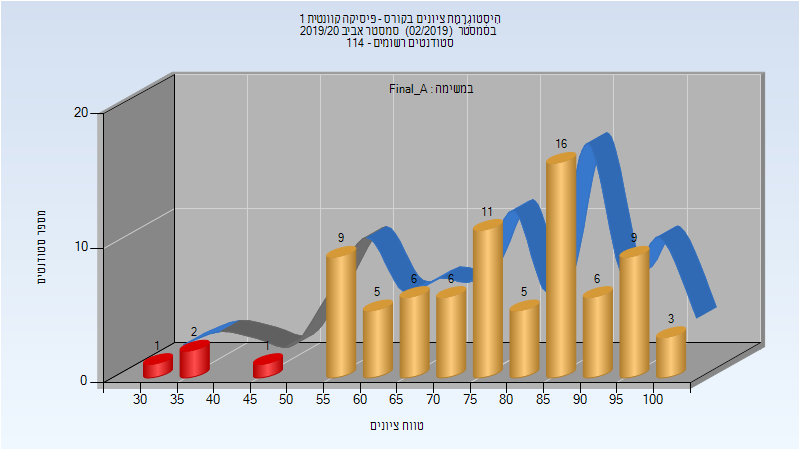 היסטוגרמת ציונים בקורס - פיסיקה קוונטית 1
בסמסטר (02/2019) סמסטר אביב 2019/20
סטודנטים רשומים - 114
במשימה : Final_A
מספר סטודנטים
20
10
0
1
2
1
9
5
6
6
11
5
16
6
9
3
30 35 40 45 50 55 60 65 70 75 80 85 90 95 100
טווח ציונים